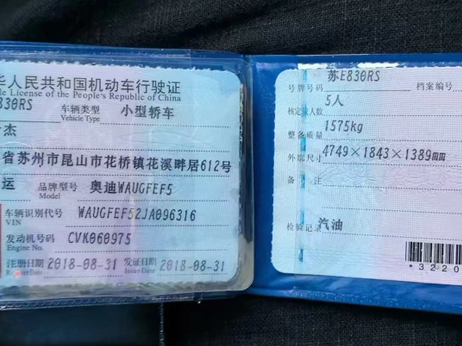 华人民共和国机动车行驶证
le License of the People's Republic of China
830RS 车辆类型 小型轿车
Vehicle Type
杰
省苏州市昆山市花桥镇花溪畔居612号
运 品牌型号 奥迪WAUGFEF5
Model
车辆识别代号 WAUGFEF52JA096316
VIN
发动机号码 CVK060975
Engine No.
注册日期 2018-08-31 发证日期 2018-08-31
苏E830RS
号牌号码 档案编号
5人
核定载人数
1575kg
整备质量
外廓尺寸 4749×1843×1389mm
检验记录 汽油
*3220